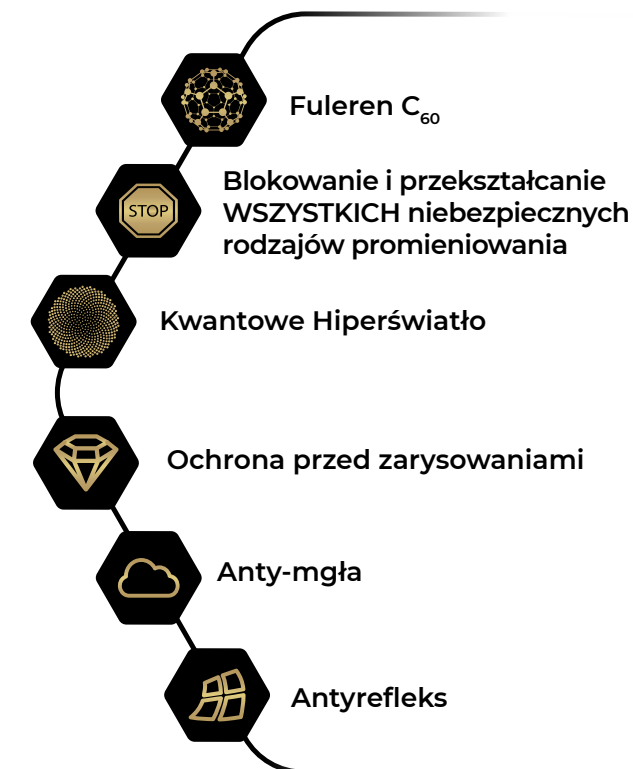 Fuleren C₆₀
STOP
Blokowanie i przekształcanie
WSZYSTKICH niebezpiecznych
rodzajów promieniowania
Kwantowe Hiperświatło
Ochrona przed zarysowaniami
Anty-mgła
Antyrefleks